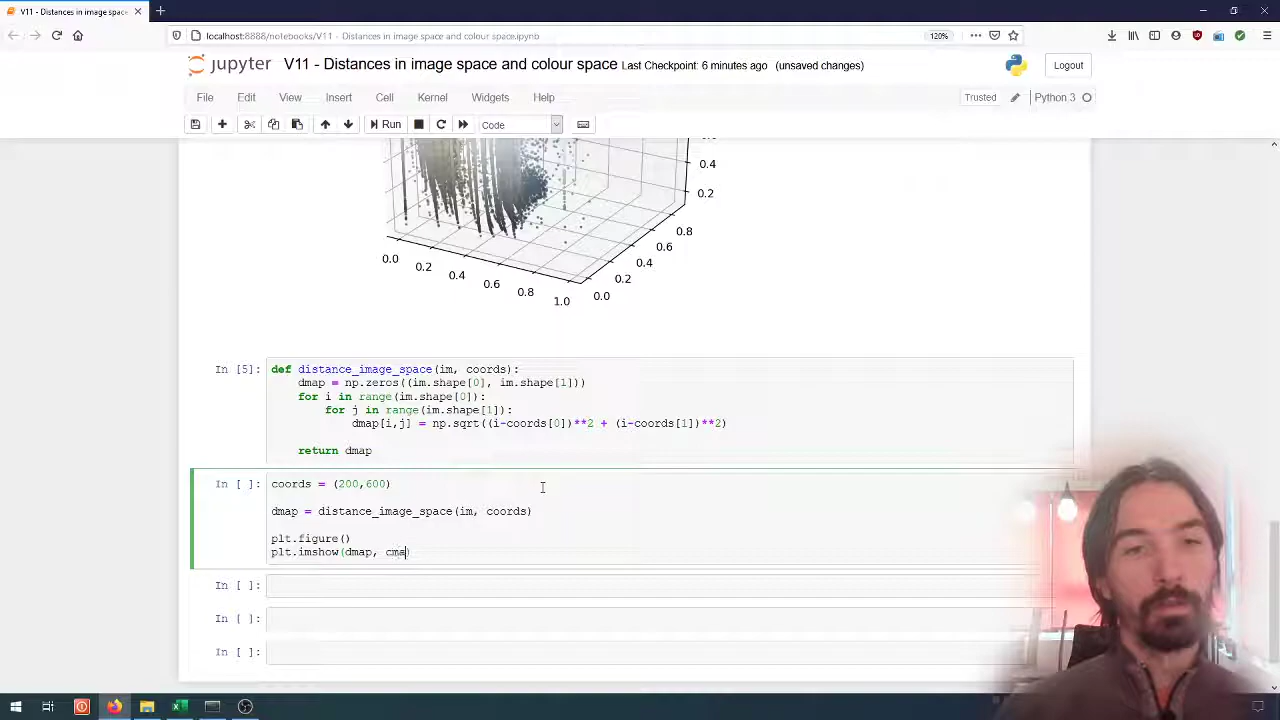 V11 - Distances in image space
localhost:8888/notebooks/V11 - Distances in image space and colour space.ipynb
120%
jupyter V11 - Distances in image space and colour space Last Checkpoint: 6 minutes ago (unsaved changes)
Logout
File Edit View Insert Cell Kernel Widgets Help
Trusted Python 3
Run Code
0.4
0.2
0.0 0.2 0.4 0.6 0.8 1.0
0.0 0.2 0.4 0.6 0.8
In [5]: def distance_image_space(im, coords):
dmap = np.zeros((im.shape[0], im.shape[1]))
for i in range(im.shape[0]):
for j in range(im.shape[1]):
dmap[i,j] = np.sqrt((i-coords[0])**2 + (i-coords[1])**2)
return dmap
In [ ]: coords = (200,600)
dmap = distance_image_space(im, coords)
plt.figure()
plt.imshow(dmap, cma)
In [ ]:
In [ ]:
In [ ]: